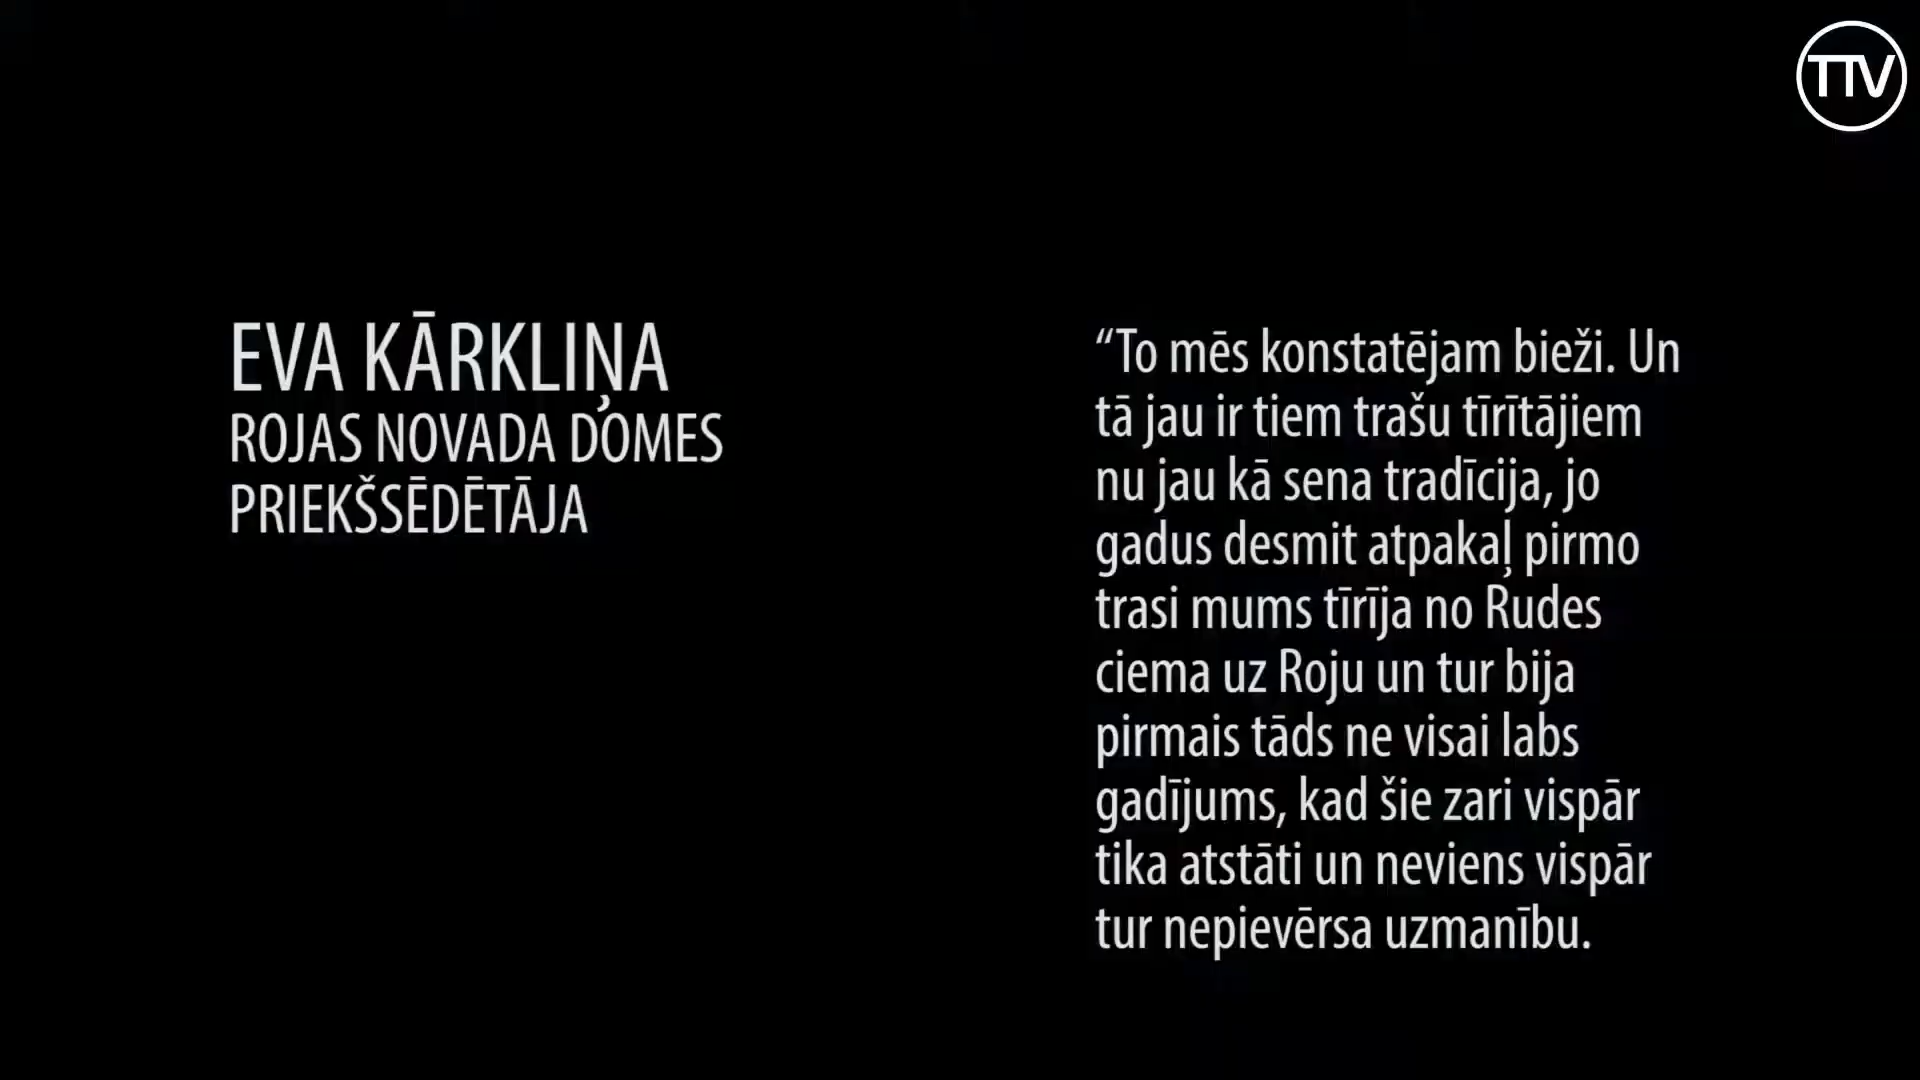 TTV
EVA KĀRKLIŅA
ROJAS NOVADA DOMES
PRIEKŠSĒDĒTĀJA
“To mēs konstatējam bieži. Un
tā jau ir tiem trašu tīrītājiem
nu jau kā sena tradīcija, jo
gadus desmit atpakaļ pirmo
trasi mums tīrīja no Rudes
ciema uz Roju un tur bija
pirmais tāds ne visai labs
gadījums, kad šie zari vispār
tika atstāti un neviens vispār
tur nepievērsa uzmanību.